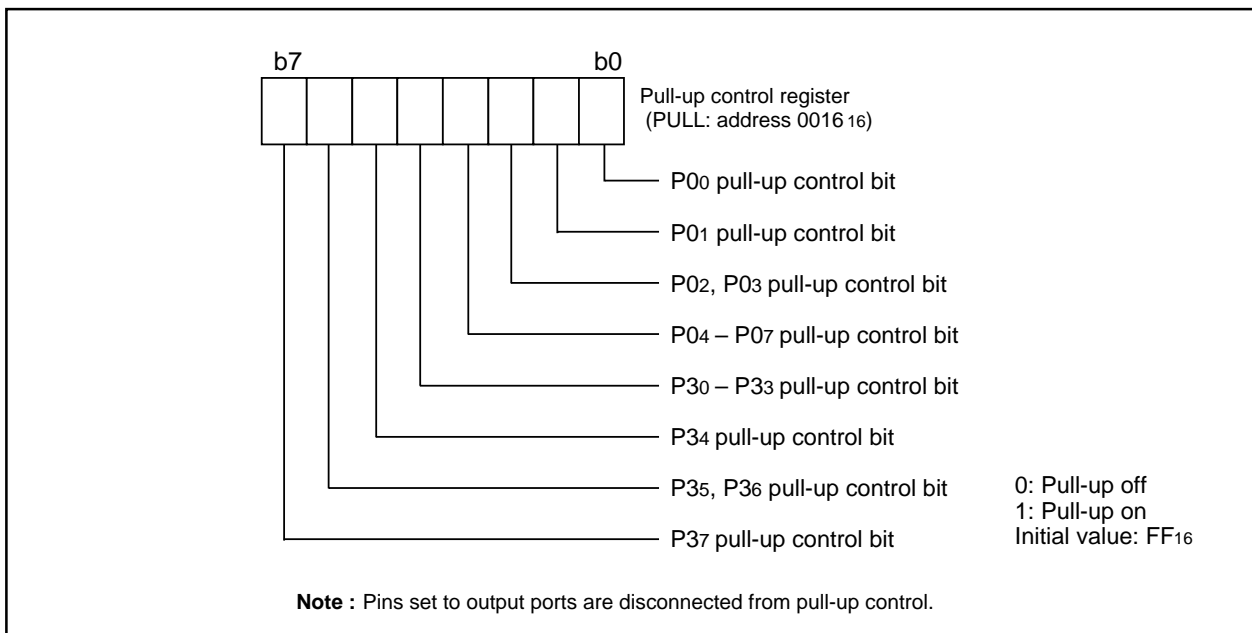 b7 b0
Pull-up control register
(PULL: address 001616)
P00 pull-up control bit
P01 pull-up control bit
P02, P03 pull-up control bit
P04 – P07 pull-up control bit
P30 – P33 pull-up control bit
P34 pull-up control bit
P35, P36 pull-up control bit
P37 pull-up control bit
0: Pull-up off
1: Pull-up on
Initial value: FF16
Note : Pins set to output ports are disconnected from pull-up control.